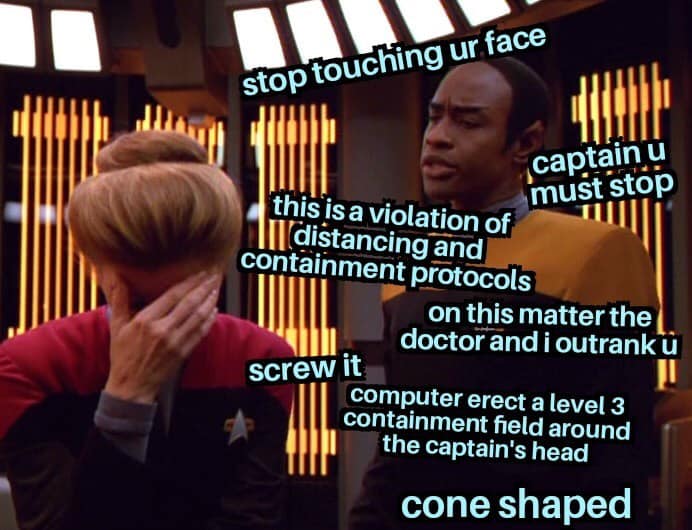 stop touching ur face
captain u
must stop
this is a violation of
distancing and
containment protocols
on this matter the
doctor and i outrank u
screw it
computer erect a level 3
containment field around
the captain's head
cone shaped